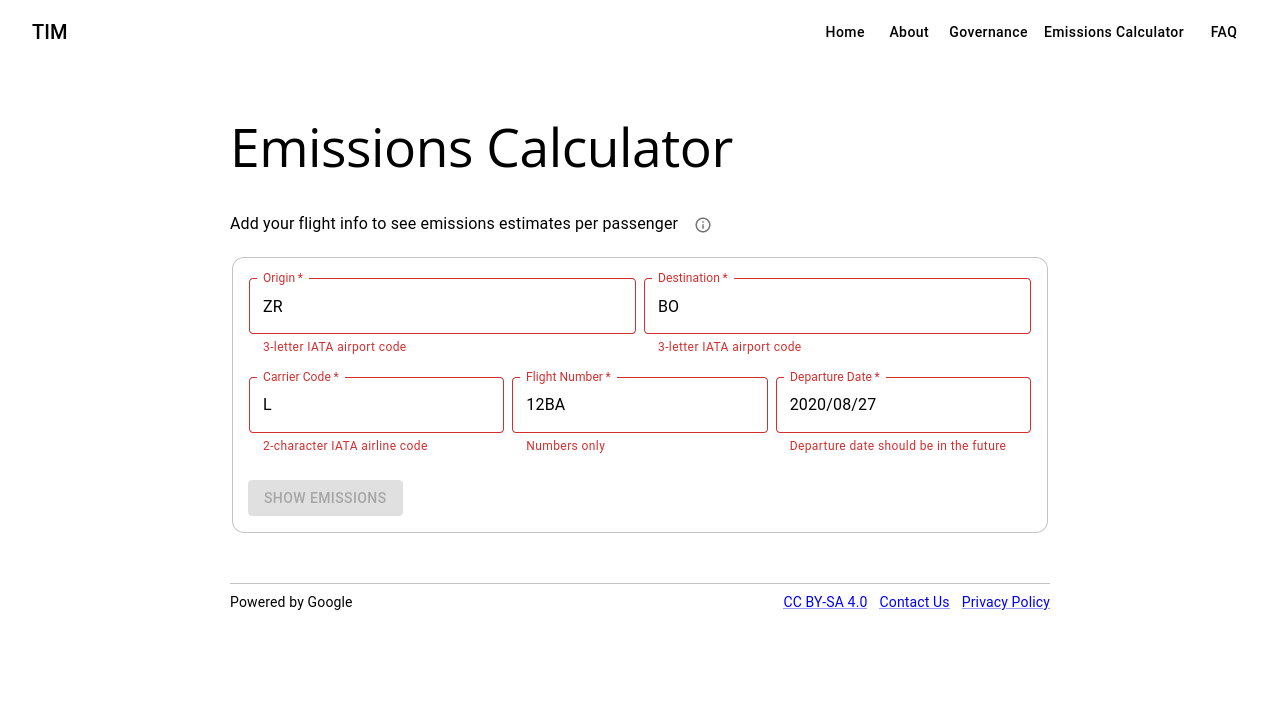 TIM
Home About Governance Emissions Calculator FAQ
Emissions Calculator
Add your flight info to see emissions estimates per passenger
Origin * Destination *
ZR BO
3-letter IATA airport code 3-letter IATA airport code
Carrier Code * Flight Number * Departure Date *
L 12BA 2020/08/27
2-character IATA airline code Numbers only Departure date should be in the future
SHOW EMISSIONS
Powered by Google CC BY-SA 4.0 Contact Us Privacy Policy